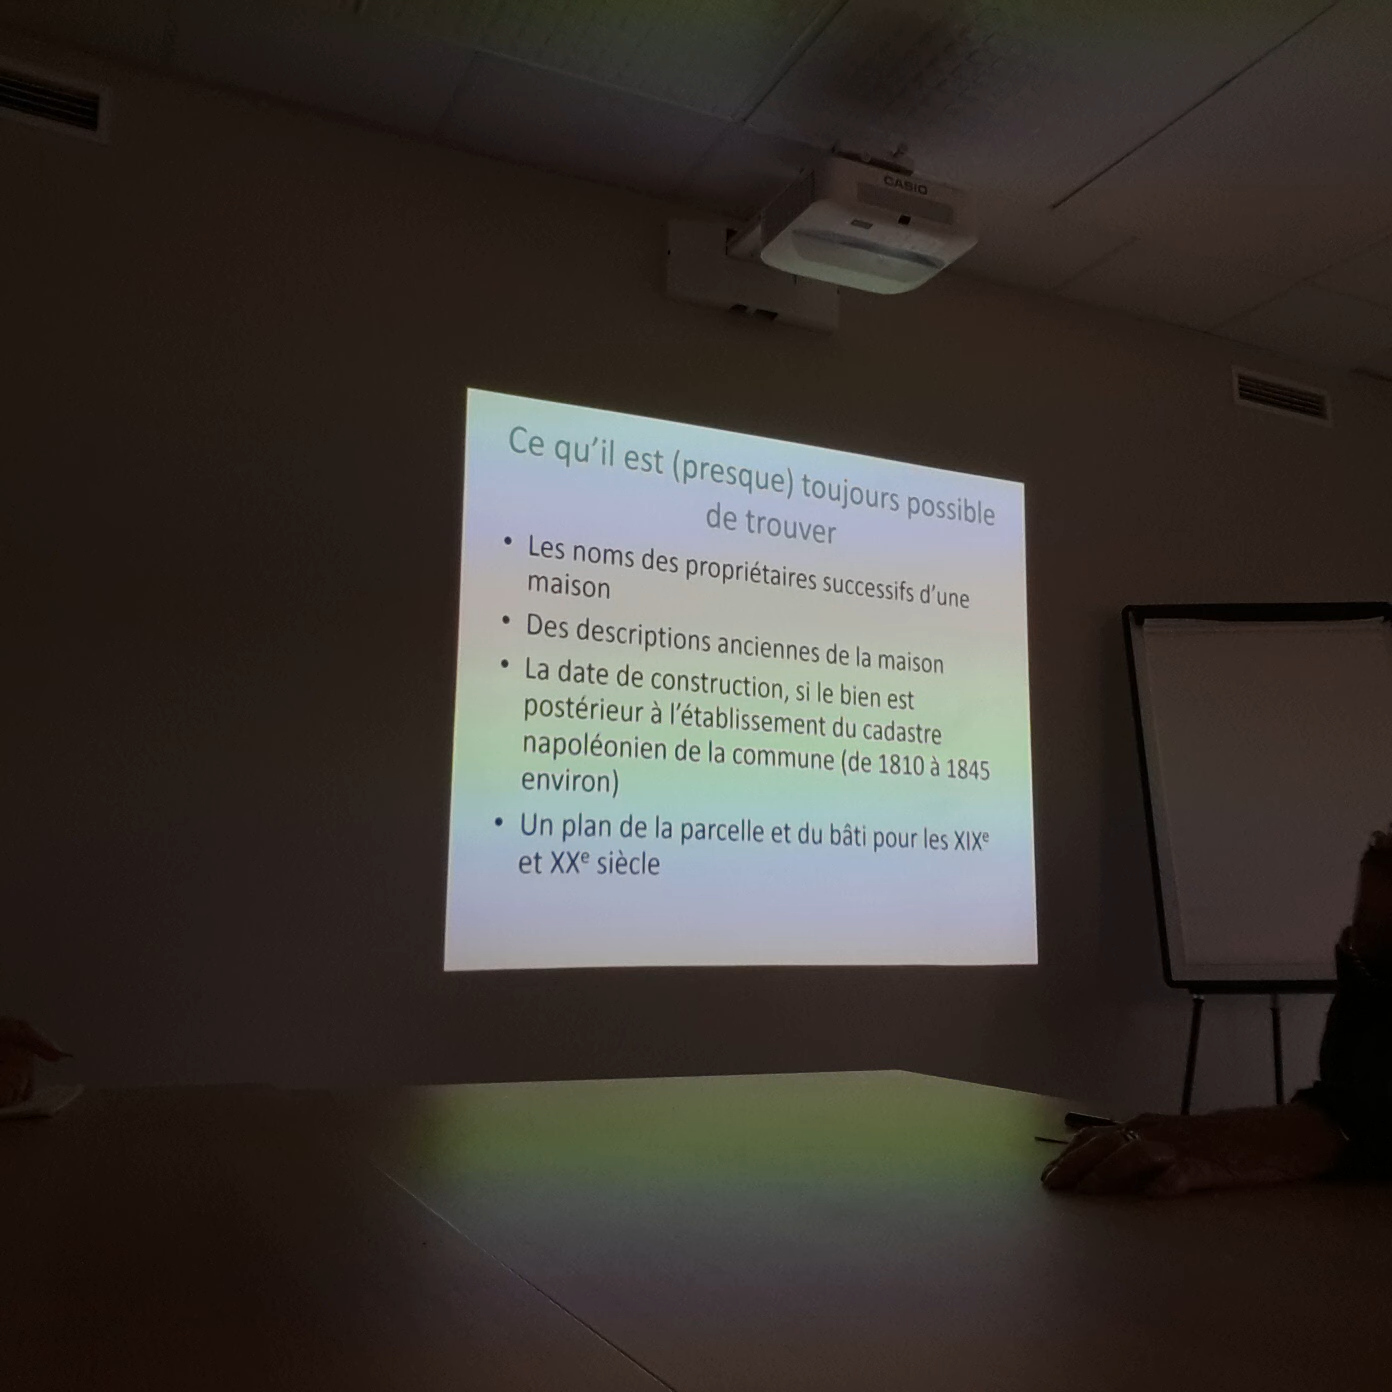 CASIO
Ce qu’il est (presque) toujours possible
de trouver
• Les noms des propriétaires successifs d’une
maison
• Des descriptions anciennes de la maison
• La date de construction, si le bien est
postérieur à l’établissement du cadastre
napoléonien de la commune (de 1810 à 1845
environ)
• Un plan de la parcelle et du bâti pour les XIXᵉ
et XXᵉ siècle